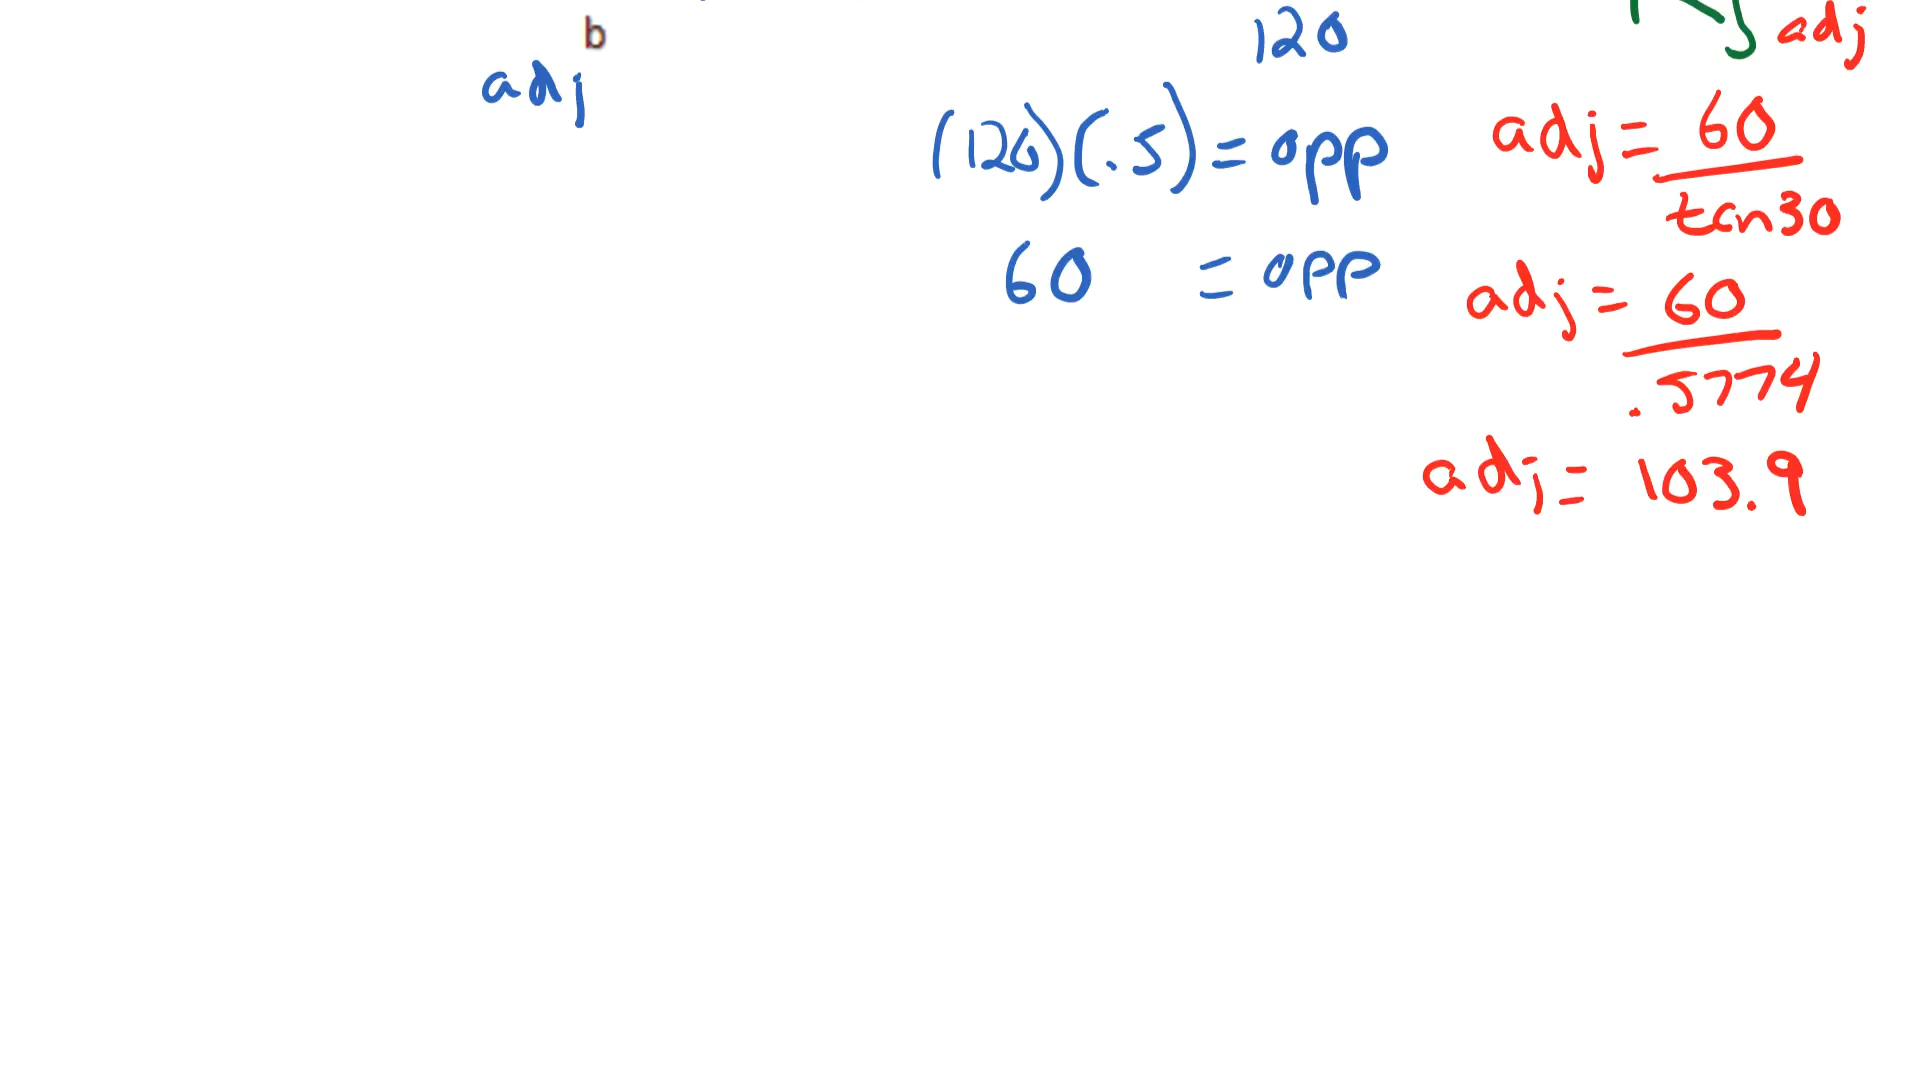 b
adj
120
(120)(.5) = opp
60 = opp
adj
adj = 60
tan30
adj = 60
.5774
adj = 103.9